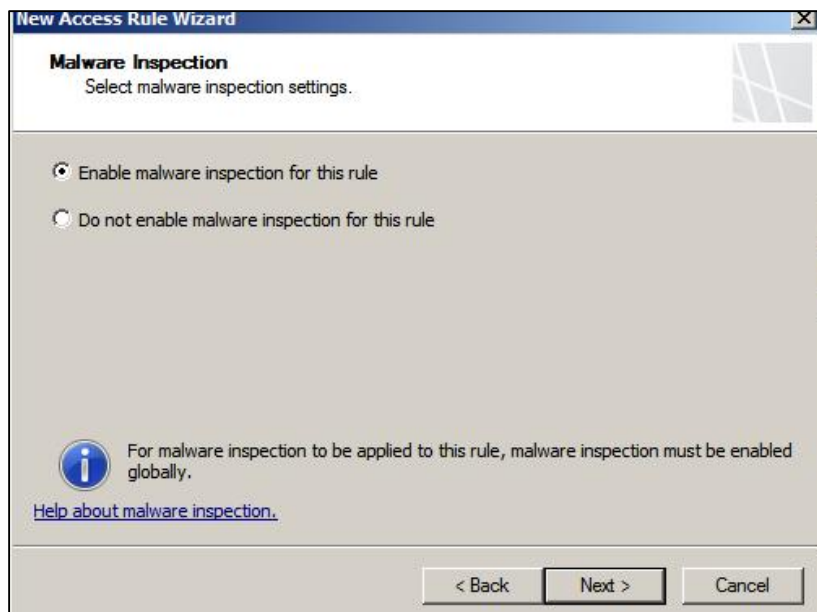 New Access Rule Wizard
Malware Inspection
Select malware inspection settings.
Enable malware inspection for this rule
Do not enable malware inspection for this rule
For malware inspection to be applied to this rule, malware inspection must be enabled
globally.
Help about malware inspection.
< Back Next > Cancel